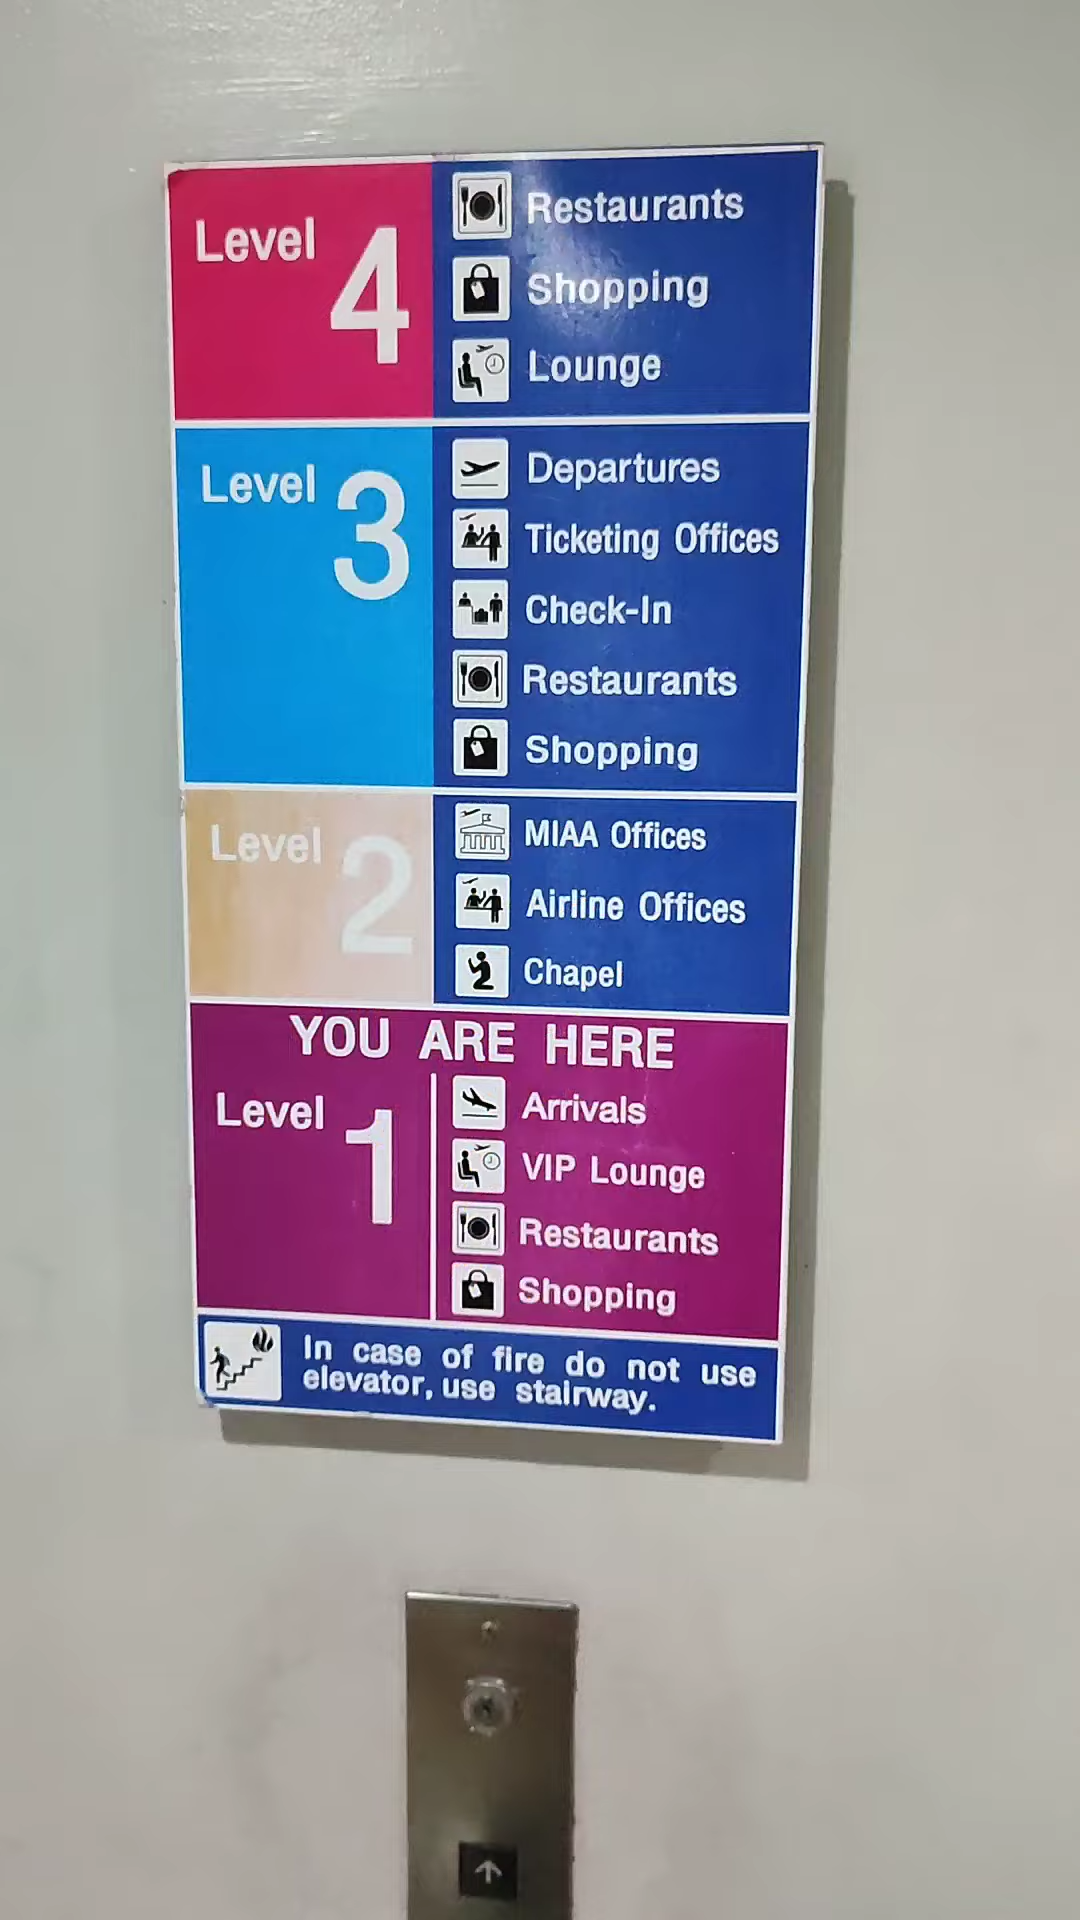 Level 4
Restaurants
Shopping
Lounge
Level 3
Departures
Ticketing Offices
Check-In
Restaurants
Shopping
Level 2
MIAA Offices
Airline Offices
Chapel
YOU ARE HERE
Level 1
Arrivals
VIP Lounge
Restaurants
Shopping
In case of fire do not use
elevator, use stairway.